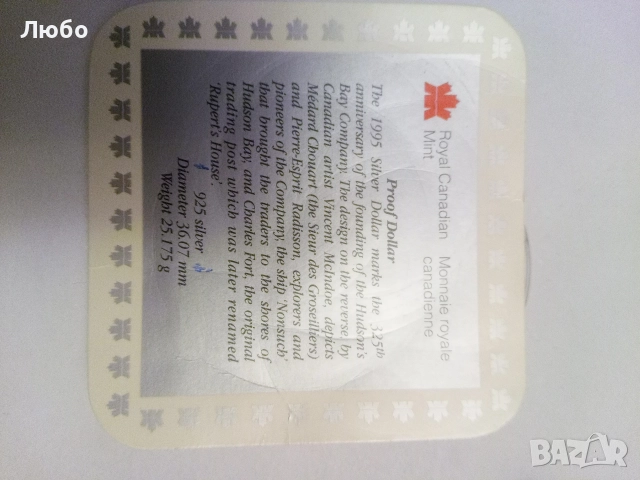 Любо
Royal Canadian Mint
Monnaie royale canadienne
Proof Dollar
The 1995 Silver Dollar marks the 325th
anniversary of the founding of the Hudson's
Bay Company. The design on the reverse by
Canadian artist Vincent McIndoe, depicts
Médard Chouart (the Sieur des Groseilliers)
and Pierre-Esprit Radisson, explorers and
pioneers of the Company, the ship 'Nonsuch'
that brought the traders to the shores of
Hudson Bay, and Charles Fort, the original
trading post which was later renamed
'Rupert's House'.
925 silver
Diameter 36.07 mm
Weight 25.175 g
BAZAR
bg